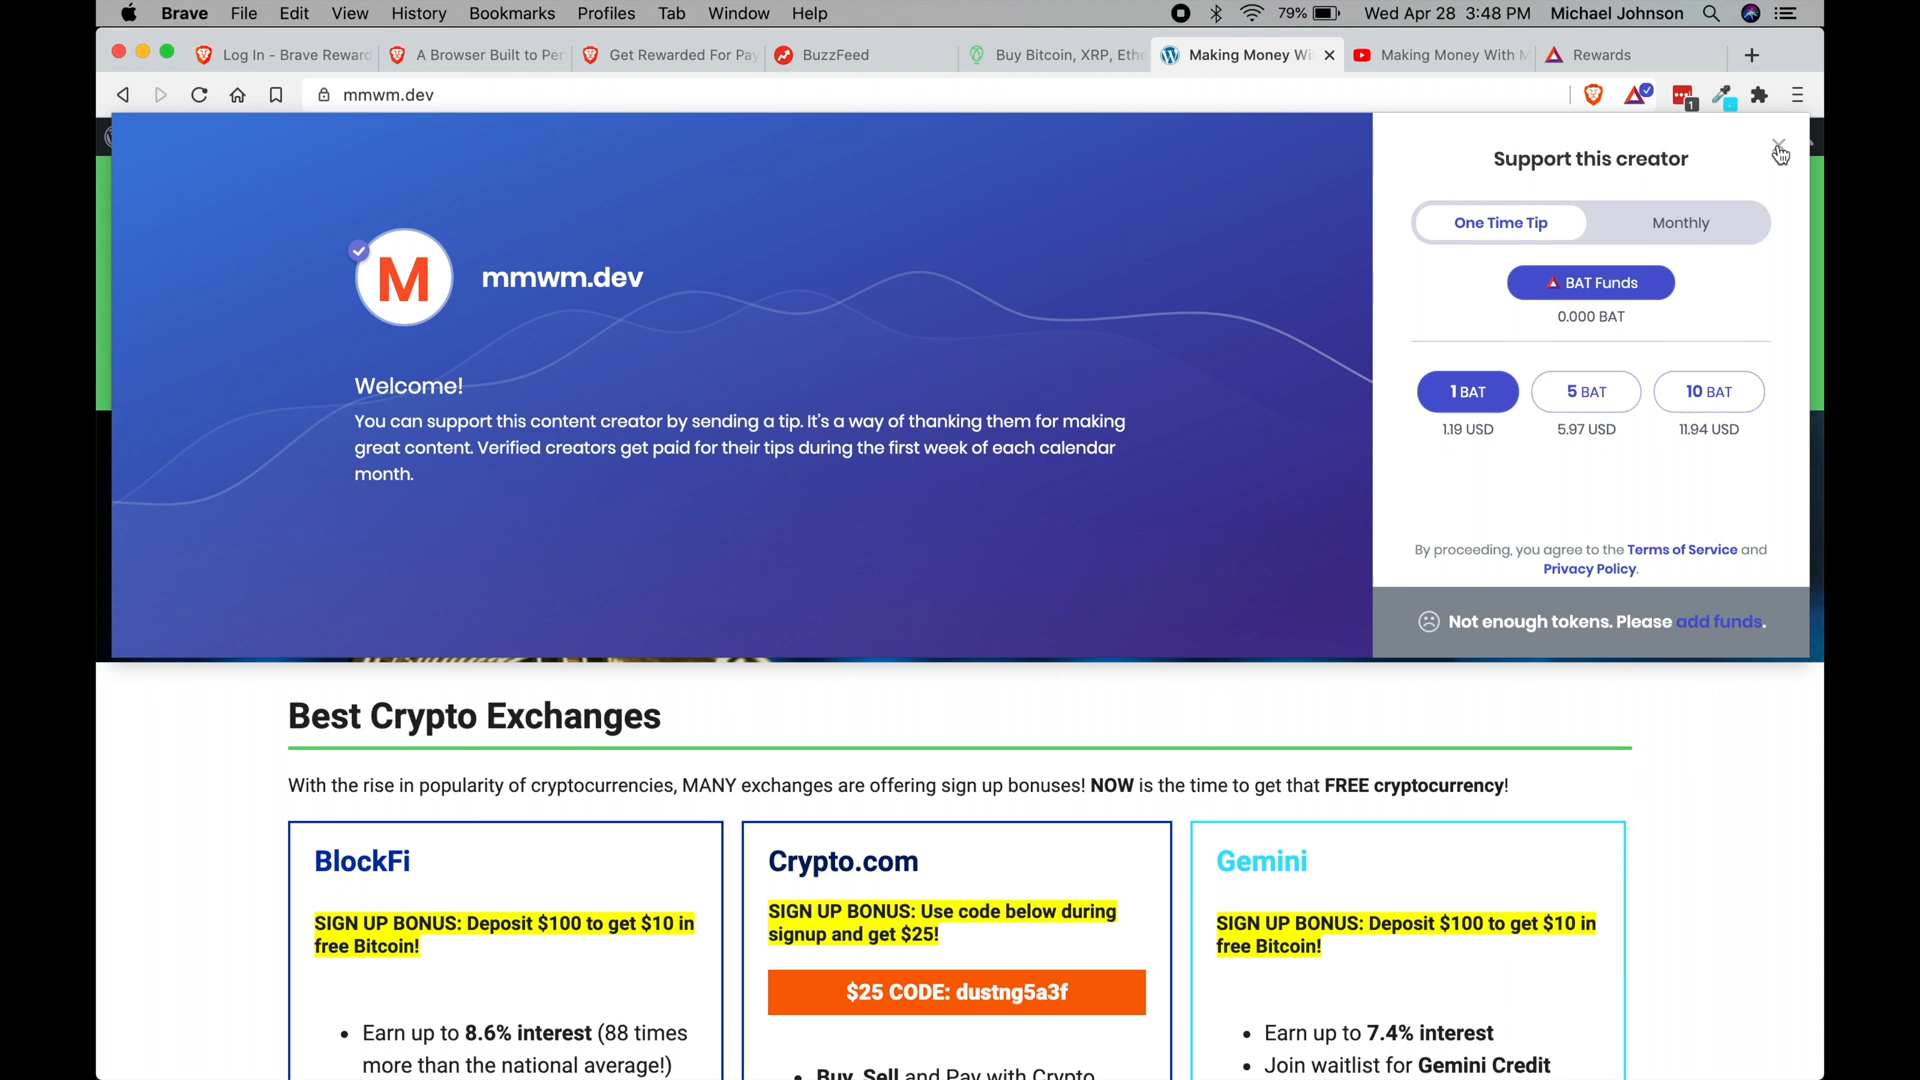 Brave File Edit View History Bookmarks Profiles Tab Window Help 79% Wed Apr 28 3:48 PM Michael Johnson
Log In - Brave Reward A Browser Built to Per Get Rewarded For Pay BuzzFeed Buy Bitcoin, XRP, Ethe Making Money Wi Making Money With M Rewards
mmwm.dev 1
Support this creator
One Time Tip Monthly
BAT Funds
0.000 BAT
M mmwm.dev
Welcome!
You can support this content creator by sending a tip. It's a way of thanking them for making
great content. Verified creators get paid for their tips during the first week of each calendar
month.
1 BAT 5 BAT 10 BAT
1.19 USD 5.97 USD 11.94 USD
By proceeding, you agree to the Terms of Service and
Privacy Policy.
Not enough tokens. Please add funds.
Best Crypto Exchanges
With the rise in popularity of cryptocurrencies, MANY exchanges are offering sign up bonuses! NOW is the time to get that FREE cryptocurrency!
BlockFi
SIGN UP BONUS: Deposit $100 to get $10 in
free Bitcoin!
Earn up to 8.6% interest (88 times
more than the national average!)
Crypto.com
SIGN UP BONUS: Use code below during
signup and get $25!
$25 CODE: dustng5a3f
Buy, Sell and Pay with Crypto
Gemini
SIGN UP BONUS: Deposit $100 to get $10 in
free Bitcoin!
Earn up to 7.4% interest
Join waitlist for Gemini Credit